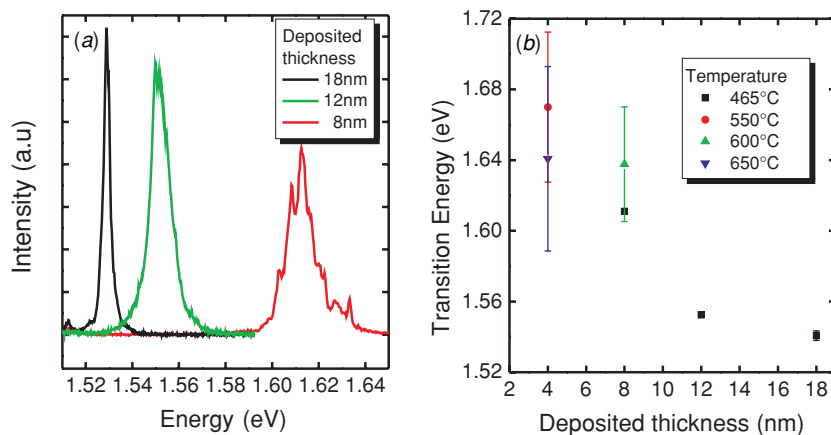 (a)
Deposited
thickness
18nm
12nm
8nm
Intensity (a.u)
1.52 1.54 1.56 1.58 1.60 1.62 1.64
Energy (eV)
(b)
Temperature
465°C
550°C
600°C
650°C
Transition Energy (eV)
1.72
1.68
1.64
1.60
1.56
1.52
2 4 6 8 10 12 14 16 18
Deposited thickness (nm)